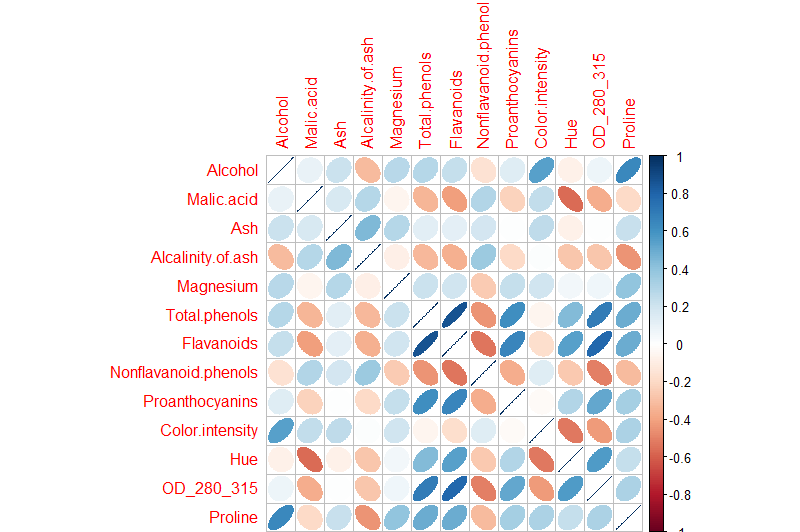 Alcohol
Malic.acid
Ash
Alcalinity.of.ash
Magnesium
Total.phenols
Flavanoids
Nonflavanoid.phenol
Proanthocyanins
Color.intensity
Hue
OD_280_315
Proline
Alcohol
Malic.acid
Ash
Alcalinity.of.ash
Magnesium
Total.phenols
Flavanoids
Nonflavanoid.phenols
Proanthocyanins
Color.intensity
Hue
OD_280_315
Proline
1
0.8
0.6
0.4
0.2
0
-0.2
-0.4
-0.6
-0.8
-1